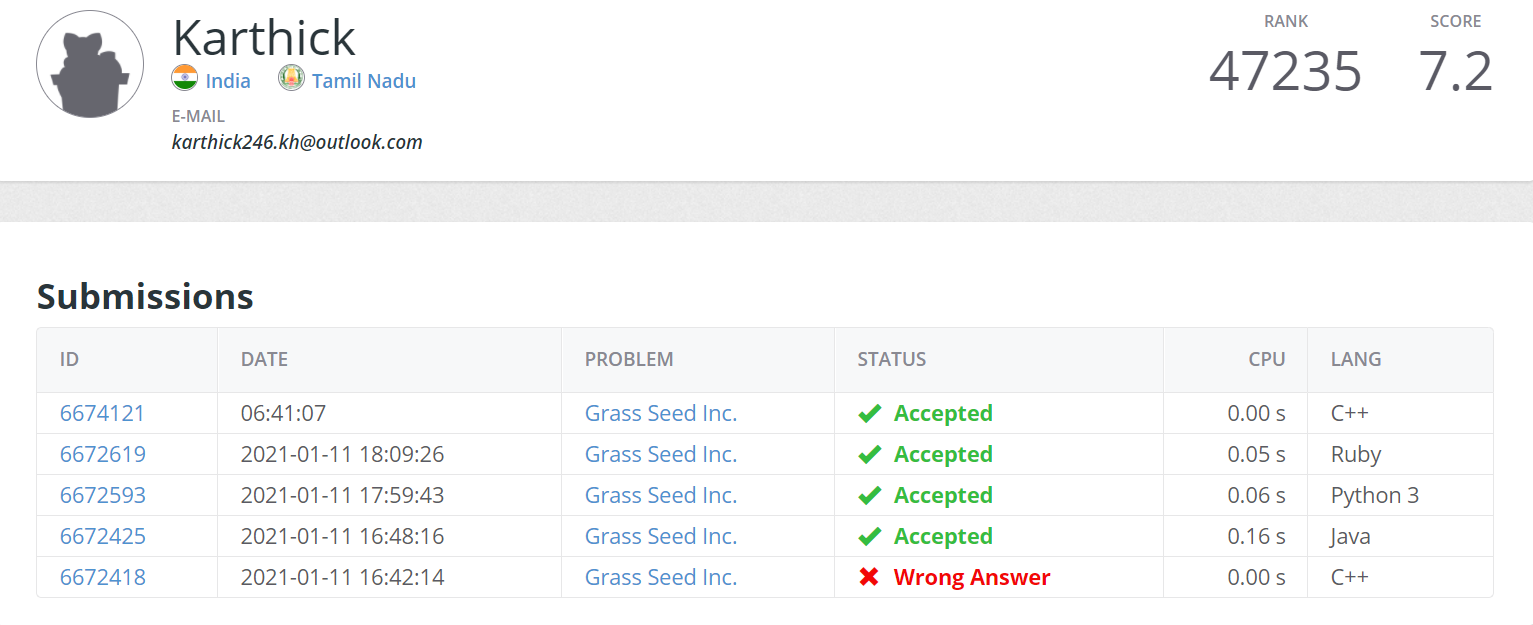 Karthick
India Tamil Nadu
E-MAIL
karthick246.kh@outlook.com
RANK SCORE
47235 7.2
Submissions
ID DATE PROBLEM STATUS CPU LANG
6674121 06:41:07 Grass Seed Inc. Accepted 0.00 s C++
6672619 2021-01-11 18:09:26 Grass Seed Inc. Accepted 0.05 s Ruby
6672593 2021-01-11 17:59:43 Grass Seed Inc. Accepted 0.06 s Python 3
6672425 2021-01-11 16:48:16 Grass Seed Inc. Accepted 0.16 s Java
6672418 2021-01-11 16:42:14 Grass Seed Inc. Wrong Answer 0.00 s C++